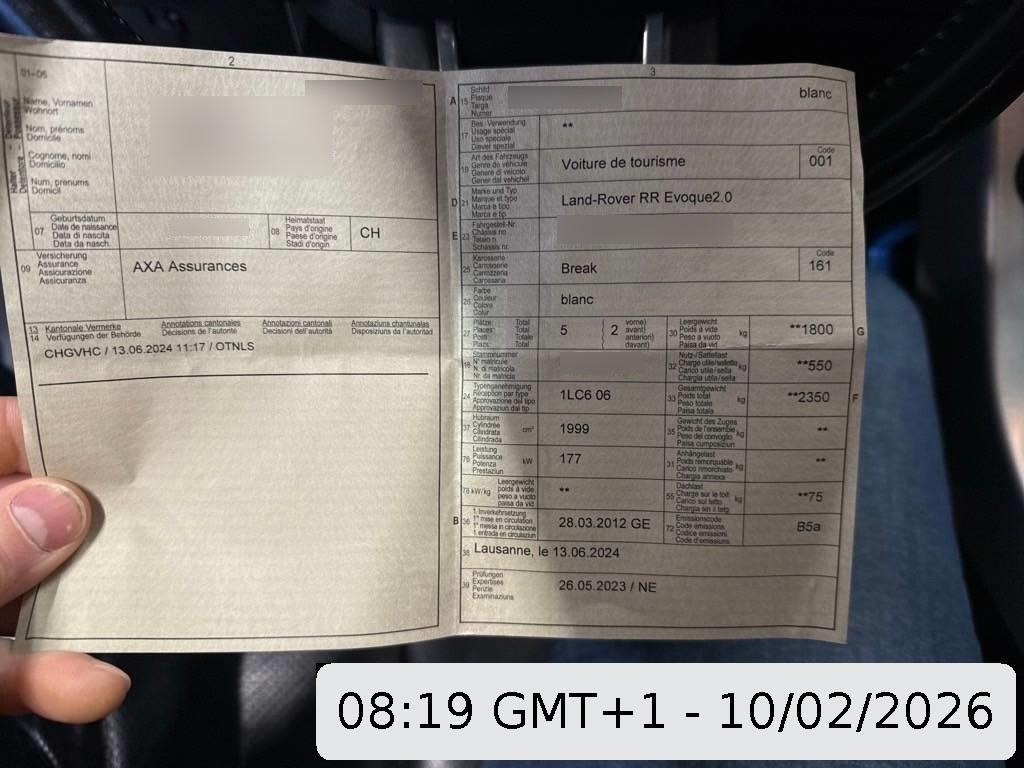 2
01-06
Name, Vornamen
Wohnort
Nom, prénoms
Domicile
Cognome, nomi
Domicilio
Num, prenums
Domicil
07
Geburtsdatum
Date de naissance
Data di nascita
Data da nasch.
08
Heimatstaat
Pays d'origine
Paese d'origine
Stadi d'origin
CH
09
Versicherung
Assurance
Assicurazione
Assicuranza
AXA Assurances
13
14
Kantonale Vermerke
Verfügungen der Behörde
Annotations cantonales
Décisions de l'autorité
Annotazioni cantonali
Decisioni dell'autorità
Annotaziuns chantunalas
Disposiziuns da l'autoritad
CHGVHC / 13.06.2024 11:17 / OTNLS
3
A
15
Schild
Plaque
Targa
Numer
blanc
17
Bes. Verwendung
Usage spécial
Uso speciale
Diever spezial
**
19
Art des Fahrzeugs
Genre de véhicule
Genere di veicolo
Gener dal vehichel
Voiture de tourisme
Code
001
D
21
Marke und Typ
Marque et type
Marca e tipo
Marca e tip
Land-Rover RR Evoque2.0
E
23
Fahrgestell-Nr.
Châssis no
Telaio n.
Schassis nr.
25
Karosserie
Carrosserie
Carrozzeria
Carossaria
Break
Code
161
26
Farbe
Couleur
Colore
Colur
blanc
27
Plätze: Total
Places: Total
Posti: Totale
Plazs: Total
5
2
vorne)
avant)
anteriori)
davant)
30
Leergewicht
Poids à vide
Peso a vuoto
Paisa da vid
kg
**1800
G
18
Stammnummer
N° matricule
N. di matricola
Nr. da matricla
32
Nutz-/Sattellast
Charge utile/sellette
Carico utile/sella
Chargia utila/sella
kg
**550
24
Typengenehmigung
Réception par type
Approvazione del tipo
Approvaziun dal tip
1LC6 06
33
Gesamtgewicht
Poids total
Peso totale
Paisa totala
kg
**2350
F
37
Hubraum
Cylindrée
Cilindrata
Cilindrada
cm³
1999
35
Gewicht des Zuges
Poids de l'ensemble
Peso del convoglio
Paisa cumposiziun
kg
**
76
Leistung
Puissance
Potenza
Prestaziun
kW
177
31
Anhängelast
Poids remorquable
Carico rimorchiato
Chargia annexa
kg
**
78 kW/kg
Leergewicht
poids à vide
peso a vuoto
paisa da vid
**
55
Dachlast
Charge sur le toit
Carico sul tetto
Chargia sin il tetg
kg
**75
B
36
1. Inverkehrsetzung
1re mise en circulation
1a messa in circolazione
1. entrada en circulaziun
28.03.2012 GE
72
Emissionscode
Code émissions
Codice emissioni
Code d'emissiuns
B5a
38
Lausanne, le 13.06.2024
39
Prüfungen
Expertises
Perizie
Examinaziuns
26.05.2023 / NE
08:19 GMT+1 - 10/02/2026